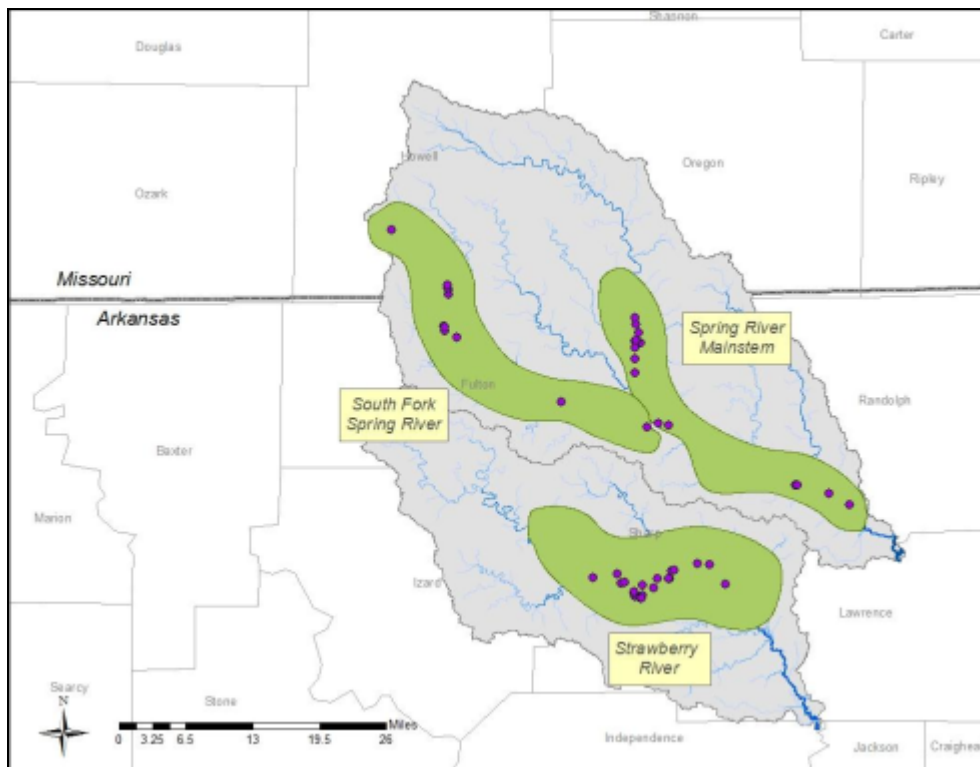 Shannon
Douglas
Carter
Howell
Oregon
Ozark
Ripley
Missouri
Arkansas
Spring River
Mainstem
Fulton
South Fork
Spring River
Randolph
Baxter
Marion
Sharp
Izard
Lawrence
Strawberry
River
Searcy
N
Stone
Miles
0 3.25 6.5 13 19.5 26
Independence
Jackson
Craighea